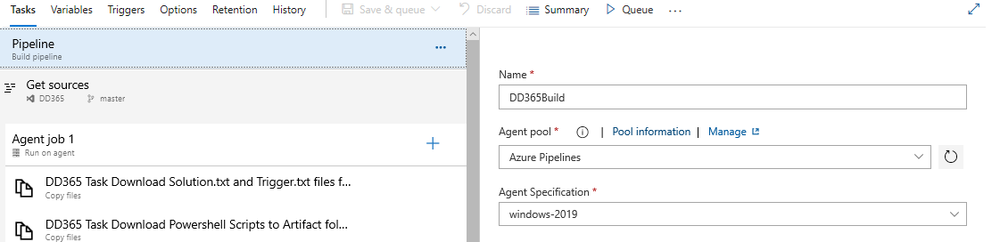 Tasks Variables Triggers Options Retention History Save & queue Discard Summary Queue ...
Pipeline
Build pipeline
Get sources
DD365 master
Agent job 1
Run on agent
DD365 Task Download Solution.txt and Trigger.txt files f...
Copy files
DD365 Task Download Powershell Scripts to Artifact fol...
Copy files
Name *
DD365Build
Agent pool * | Pool information | Manage
Azure Pipelines
Agent Specification *
windows-2019